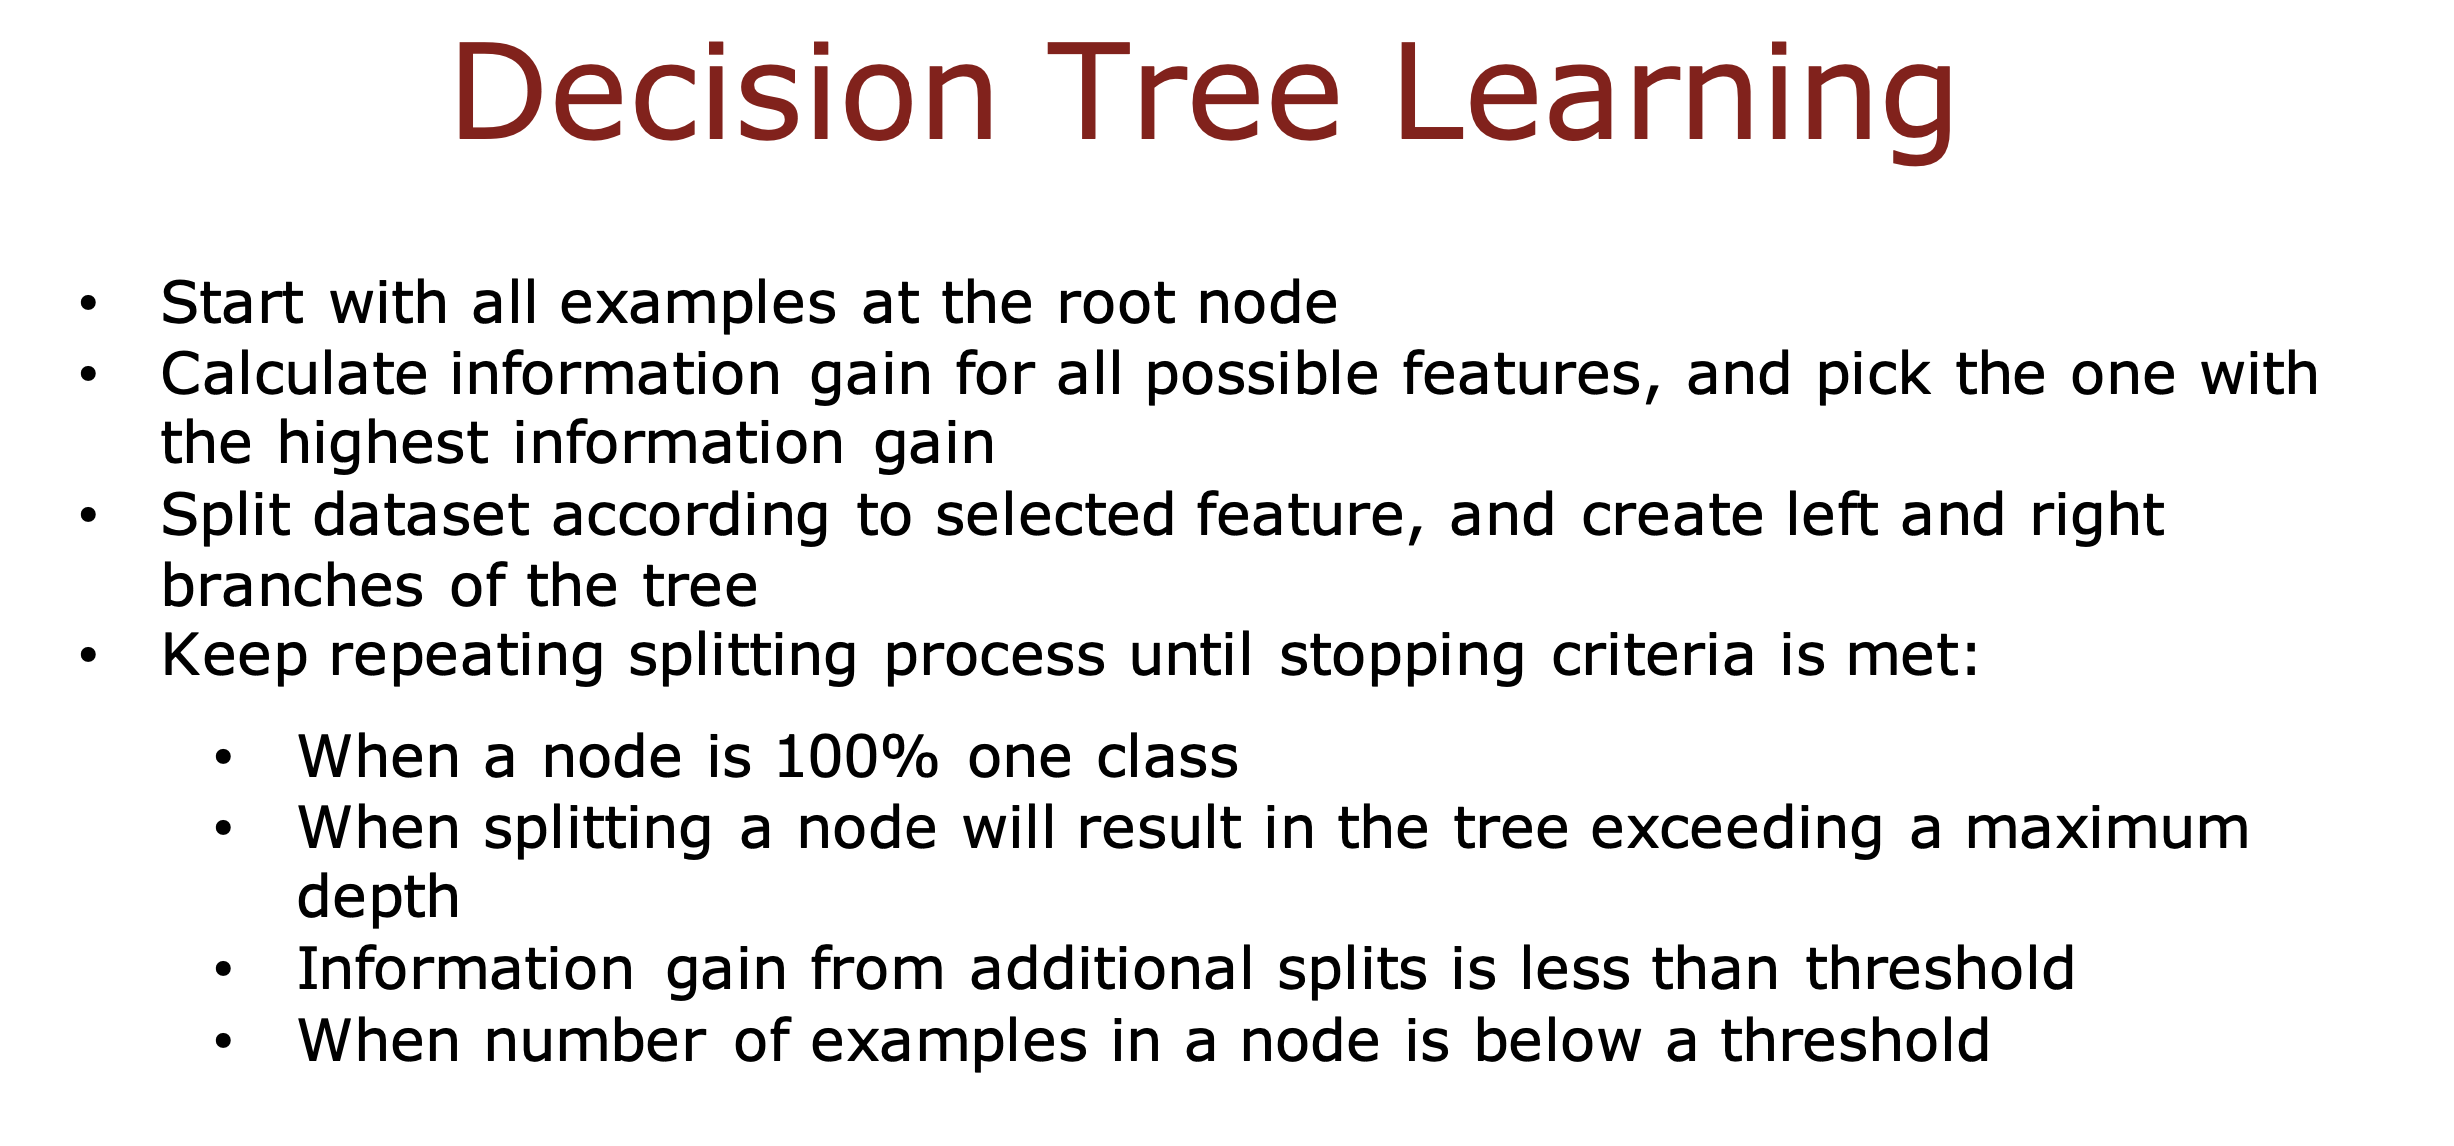 Decision Tree Learning
• Start with all examples at the root node
• Calculate information gain for all possible features, and pick the one with
the highest information gain
• Split dataset according to selected feature, and create left and right
branches of the tree
• Keep repeating splitting process until stopping criteria is met:
• When a node is 100% one class
• When splitting a node will result in the tree exceeding a maximum
depth
• Information gain from additional splits is less than threshold
• When number of examples in a node is below a threshold